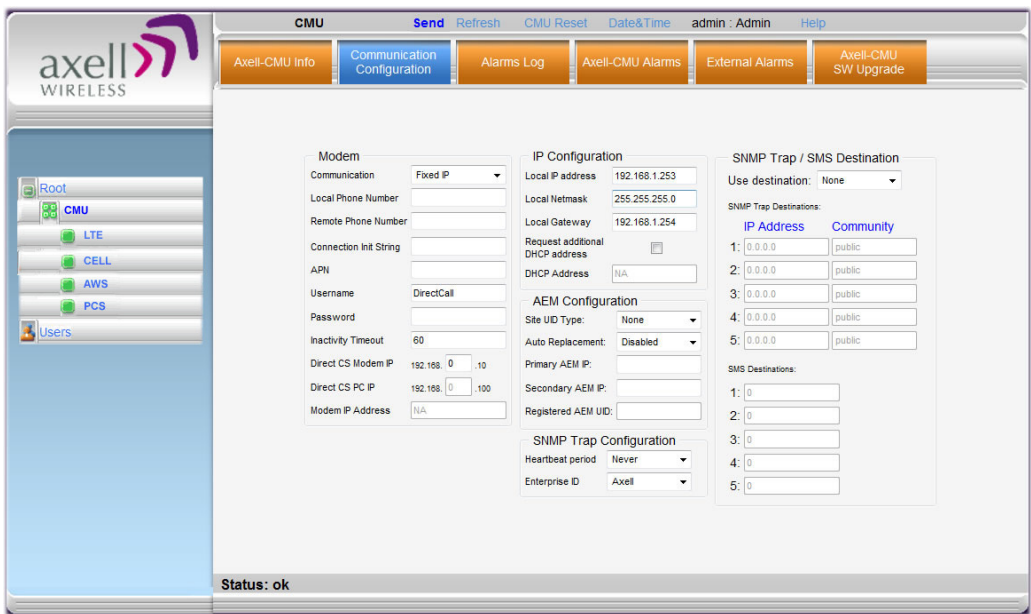 axell
WIRELESS
CMU Send Refresh CMU Reset Date&Time admin : Admin Help
Axell-CMU Info
Communication
Configuration
Alarms Log
Axell-CMU Alarms
External Alarms
Axell-CMU
SW Upgrade
Root
CMU
LTE
CELL
AWS
PCS
Users
Modem
Communication Fixed IP
Local Phone Number
Remote Phone Number
Connection Init String
APN
Username DirectCall
Password
Inactivity Timeout 60
Direct CS Modem IP 192.168. 0 .10
Direct CS PC IP 192.168. 0 .100
Modem IP Address NA
IP Configuration
Local IP address 192.168.1.253
Local Netmask 255.255.255.0
Local Gateway 192.168.1.254
Request additional
DHCP address
DHCP Address NA
AEM Configuration
Site UID Type: None
Auto Replacement: Disabled
Primary AEM IP:
Secondary AEM IP:
Registered AEM UID:
SNMP Trap Configuration
Heartbeat period Never
Enterprise ID Axell
SNMP Trap / SMS Destination
Use destination: None
SNMP Trap Destinations:
IP Address Community
1: 0.0.0.0 public
2: 0.0.0.0 public
3: 0.0.0.0 public
4: 0.0.0.0 public
5: 0.0.0.0 public
SMS Destinations:
1: 0
2: 0
3: 0
4: 0
5: 0
Status: ok